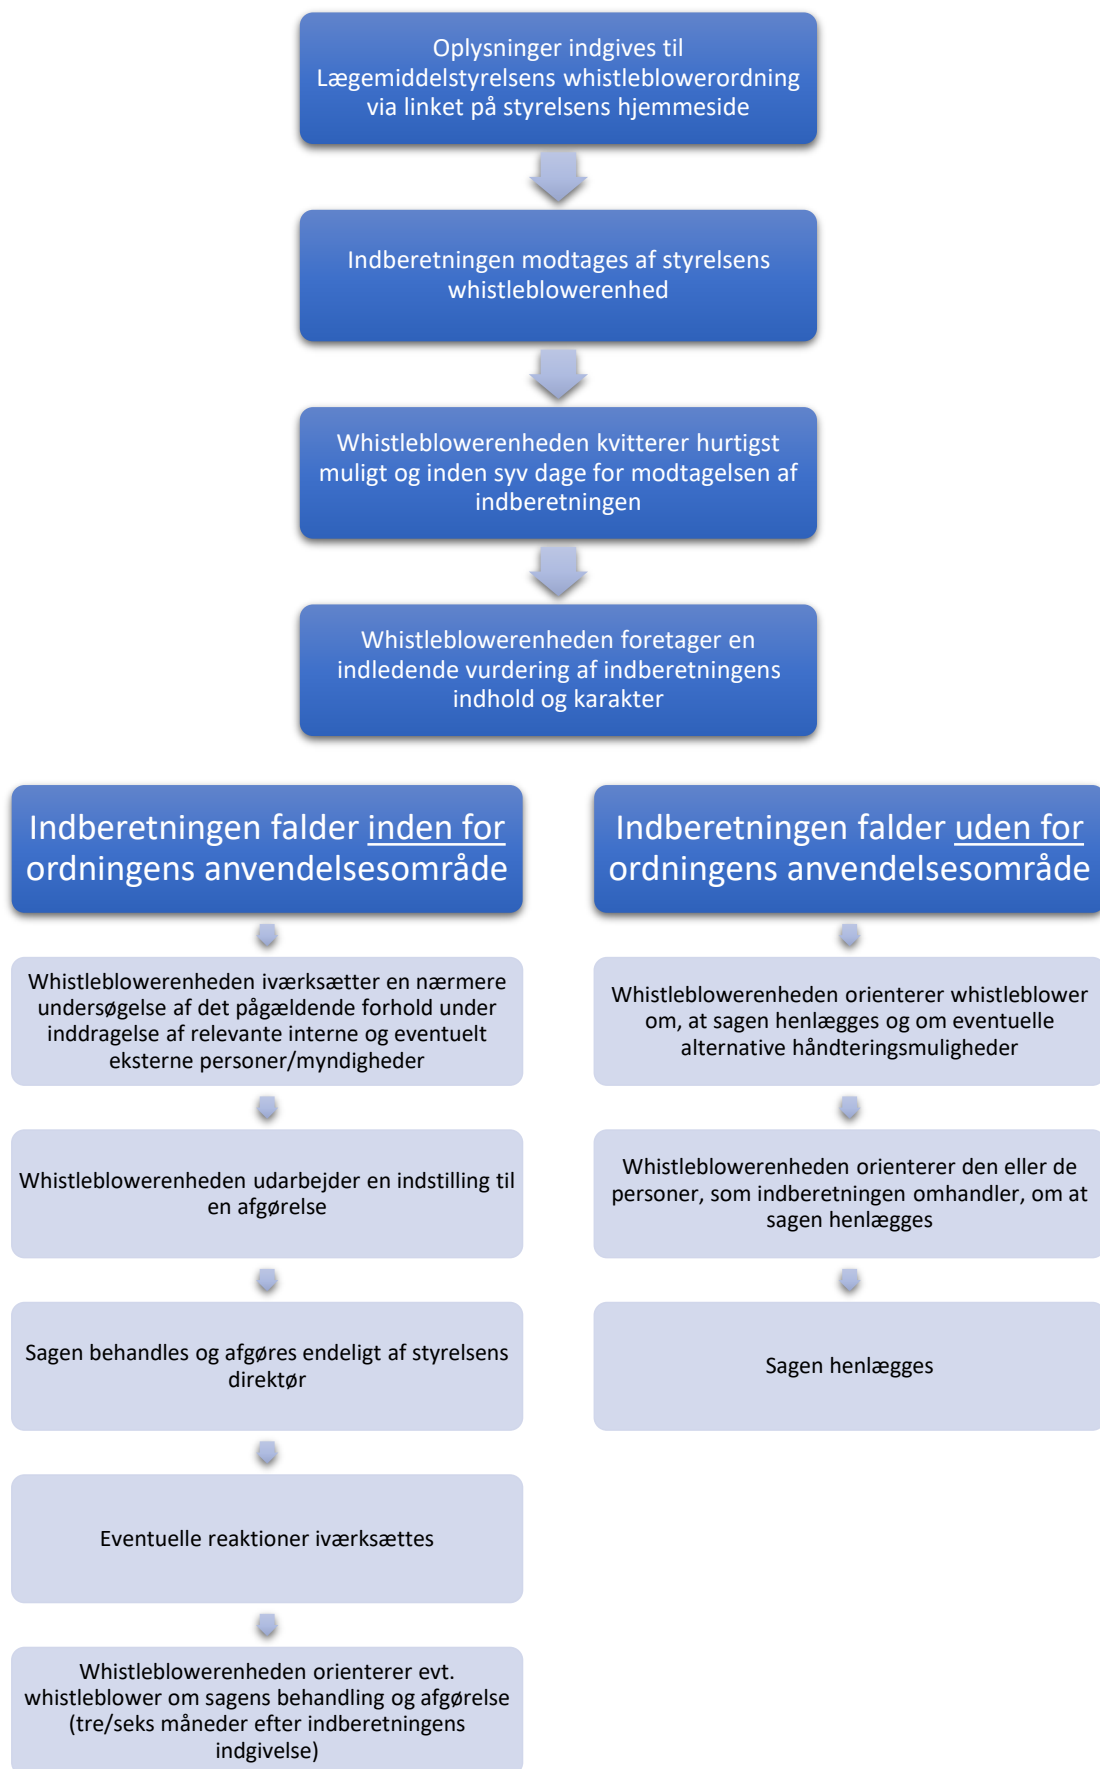 Oplysninger indgives til
Lægemiddelstyrelsens whistleblowerordning
via linket på styrelsens hjemmeside
Indberetningen modtages af styrelsens
whistleblowerenhed
Whistleblowerenheden kvitterer hurtigst
muligt og inden syv dage for modtagelsen af
indberetningen
Whistleblowerenheden foretager en
indledende vurdering af indberetningens
indhold og karakter
Indberetningen falder inden for
ordningens anvendelsesområde
Whistleblowerenheden iværksætter en nærmere
undersøgelse af det pågældende forhold under
inddragelse af relevante interne og eventuelt
eksterne personer/myndigheder
Whistleblowerenheden udarbejder en indstilling til
en afgørelse
Sagen behandles og afgøres endeligt af styrelsens
direktør
Eventuelle reaktioner iværksættes
Whistleblowerenheden orienterer evt.
whistleblower om sagens behandling og afgørelse
(tre/seks måneder efter indberetningens
indgivelse)
Indberetningen falder uden for
ordningens anvendelsesområde
Whistleblowerenheden orienterer whistleblower
om, at sagen henlægges og om eventuelle
alternative håndteringsmuligheder
Whistleblowerenheden orienterer den eller de
personer, som indberetningen omhandler, om at
sagen henlægges
Sagen henlægges